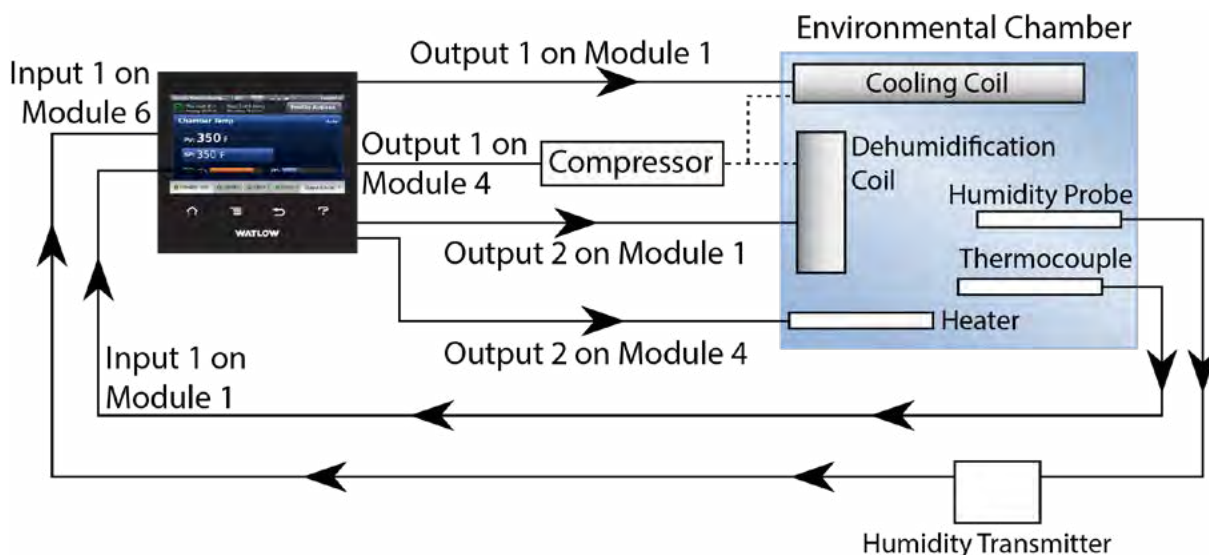 Environmental Chamber
Output 1 on Module 1
Input 1 on
Module 6
Cooling Coil
Chamber Temp
350 F
350 F
Output 1 on
Module 4
Compressor
Dehumidification
Coil
Humidity Probe
WATLOW
Output 2 on Module 1
Thermocouple
Heater
Output 2 on Module 4
Input 1 on
Module 1
Humidity Transmitter